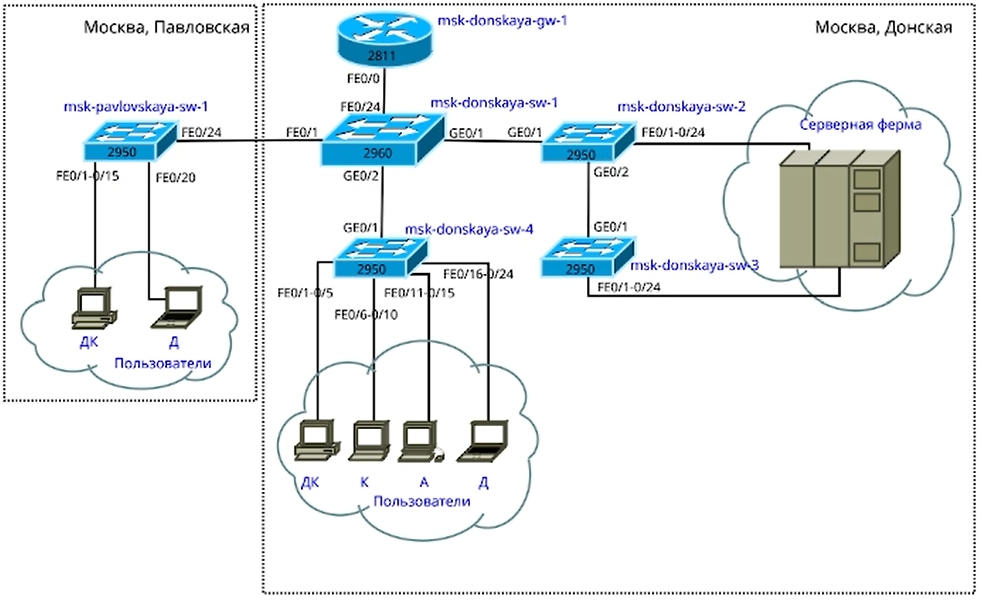 Москва, Павловская
msk-pavlovskaya-sw-1
2950
FE0/24
FE0/1-0/15
FE0/20
ДК
Д
Пользователи
Москва, Донская
msk-donskaya-gw-1
2811
FE0/0
FE0/24
msk-donskaya-sw-1
FE0/1
2960
GE0/1
GE0/2
msk-donskaya-sw-2
GE0/1
2950
FE0/1-0/24
GE0/2
Серверная ферма
GE0/1
2950
msk-donskaya-sw-3
FE0/1-0/24
GE0/1
msk-donskaya-sw-4
2950
FE0/1-0/5
FE0/6-0/10
FE0/11-0/15
FE0/16-0/24
ДК
К
А
Д
Пользователи